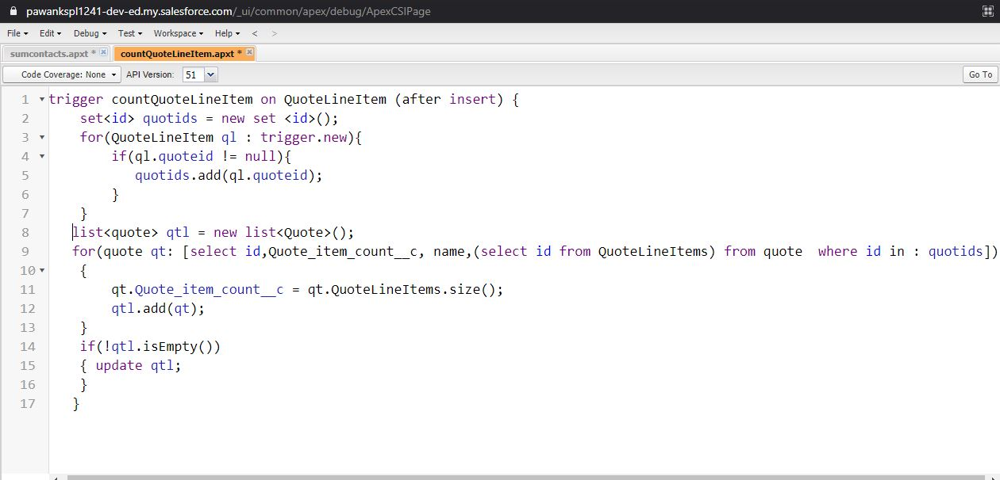 pawankspl1241-dev-ed.my.salesforce.com/_ui/common/apex/debug/ApexCSIPage
File Edit Debug Test Workspace Help < >
sumcontacts.apxt * countQuoteLineItem.apxt *
Code Coverage: None API Version: 51 Go To
1 trigger countQuoteLineItem on QuoteLineItem (after insert) {
2 set<id> quotids = new set <id>();
3 for(QuoteLineItem ql : trigger.new){
4 if(ql.quoteid != null){
5 quotids.add(ql.quoteid);
6 }
7 }
8 list<quote> qtl = new list<Quote>();
9 for(quote qt: [select id,Quote_item_count__c, name,(select id from QuoteLineItems) from quote  where id in : quotids])
10 {
11 qt.Quote_item_count__c = qt.QuoteLineItems.size();
12 qtl.add(qt);
13 }
14 if(!qtl.isEmpty())
15 { update qtl;
16 }
17 }